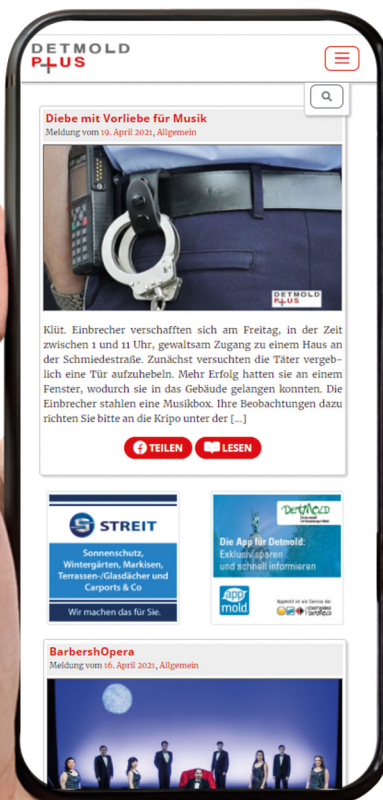 DETMOLD
PLUS
Diebe mit Vorliebe für Musik
Meldung vom 19. April 2021, Allgemein
DETMOLD
PLUS
Klüt. Einbrecher verschafften sich am Freitag, in der Zeit
zwischen 1 und 11 Uhr, gewaltsam Zugang zu einem Haus an
der Schmiedestraße. Zunächst versuchten die Täter vergeb-
lich eine Tür aufzuhebeln. Mehr Erfolg hatten sie an einem
Fenster, wodurch sie in das Gebäude gelangen konnten. Die
Einbrecher stahlen eine Musikbox. Ihre Beobachtungen dazu
richten Sie bitte an die Kripo unter der [...]
TEILEN LESEN
STREIT
Sonnenschutz,
Wintergärten, Markisen,
Terrassen-/Glasdächer und
Carports & Co
Wir machen das für Sie.
DETMOLD
Die App für Detmold:
Exklusiv sparen
und schnell informieren
app
mold
Appmold ist ein Service der
BarbershOpera
Meldung vom 16. April 2021, Allgemein